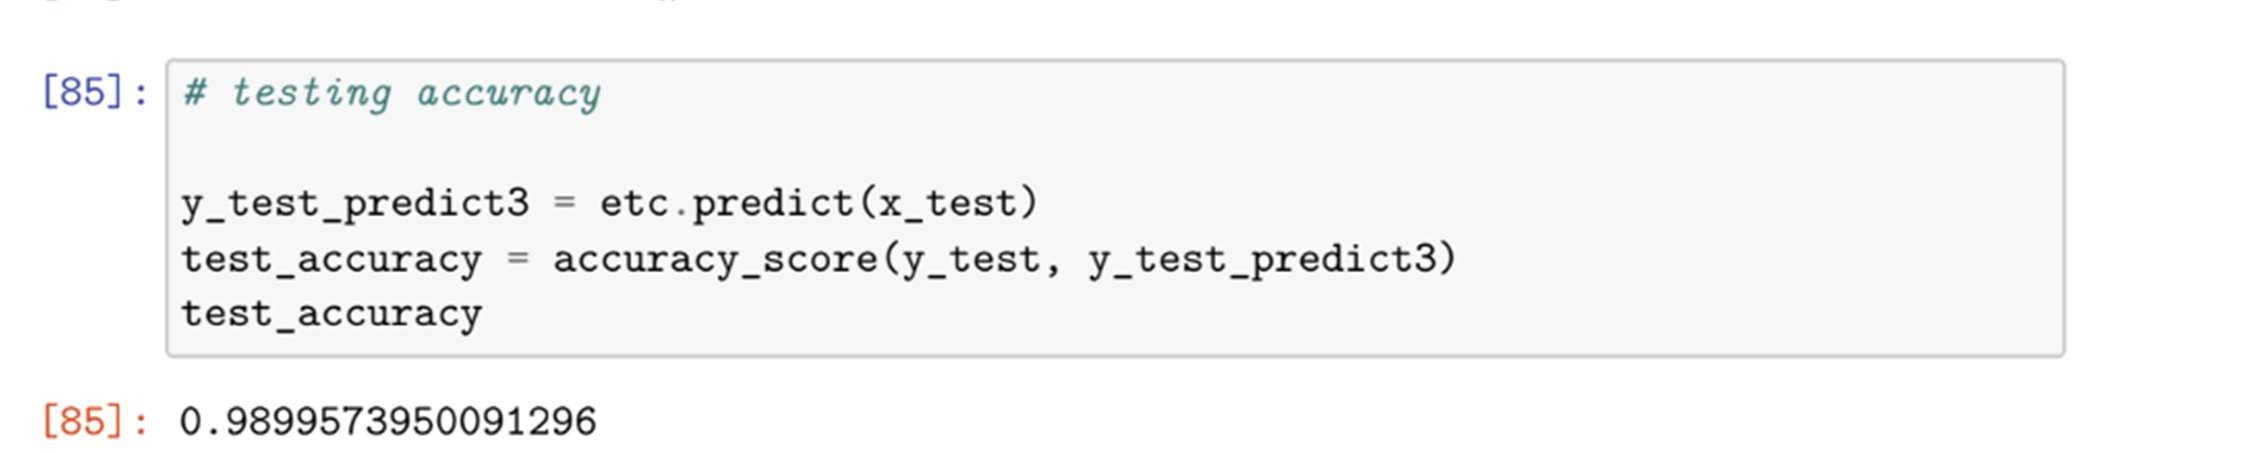 [85]: # testing accuracy
y_test_predict3 = etc.predict(x_test)
test_accuracy = accuracy_score(y_test, y_test_predict3)
test_accuracy
[85]: 0.9899573950091296